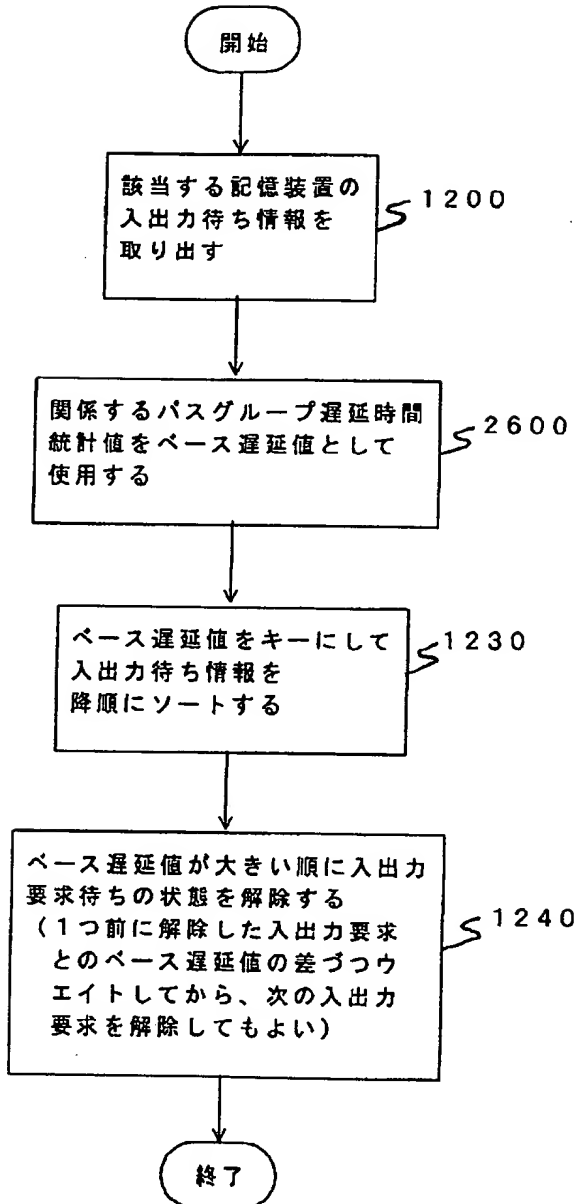 開始
該当する記憶装置の
入出力待ち情報を
取り出す
1200
関係するパスグループ遅延時間
統計値をベース遅延値として
使用する
2600
ベース遅延値をキーにして
入出力待ち情報を
降順にソートする
1230
ベース遅延値が大きい順に入出力
要求待ちの状態を解除する
(1つ前に解除した入出力要求
とのベース遅延値の差づつウ
エイトしてから、次の入出力
要求を解除してもよい)
1240
終了